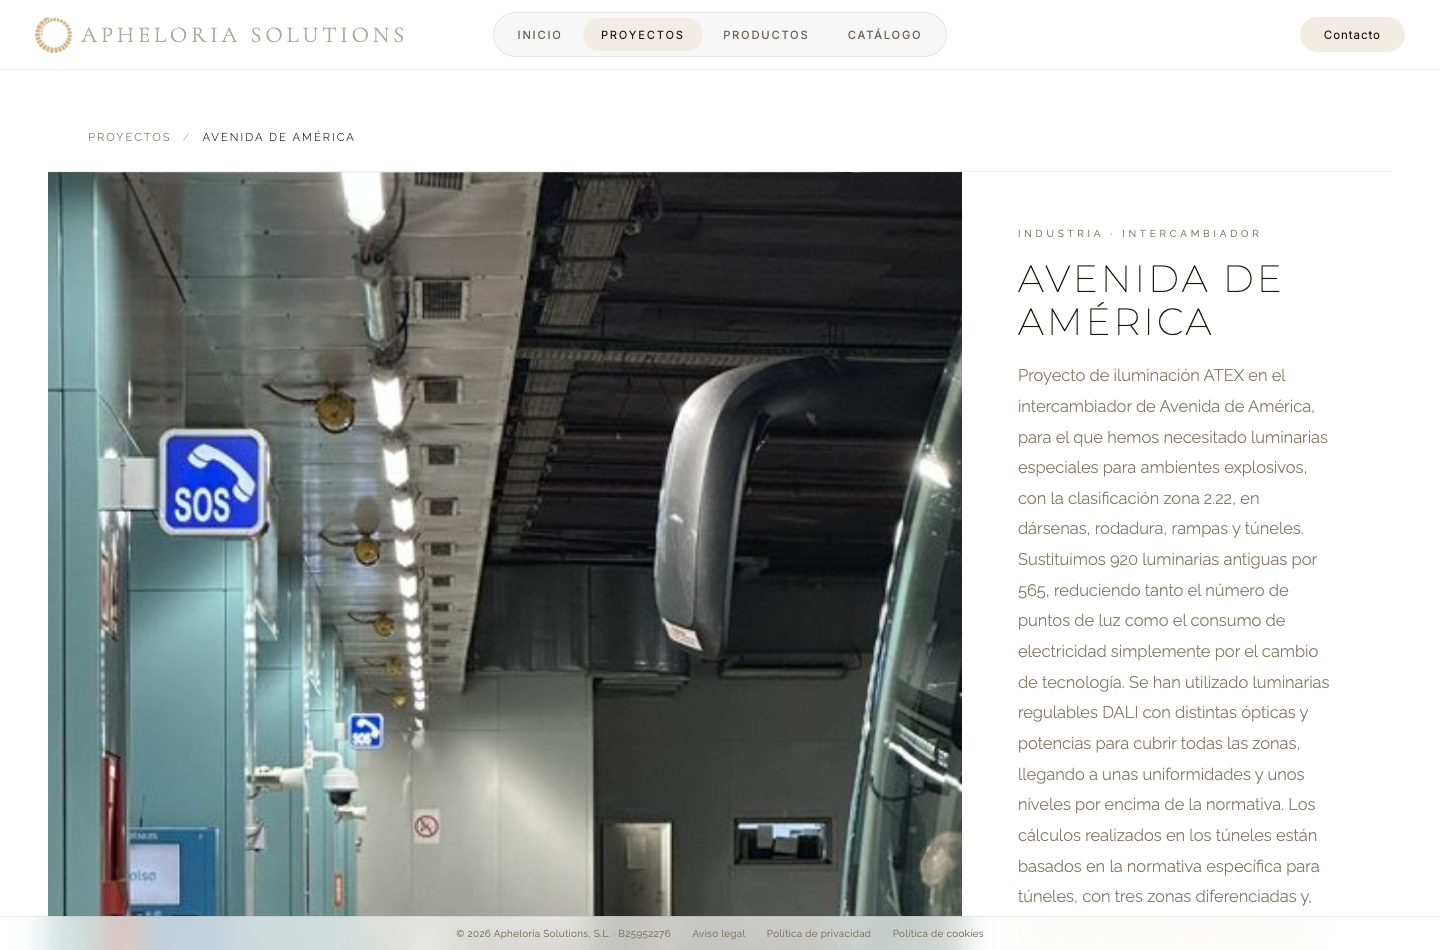 APHELORIA SOLUTIONS
INICIO
PROYECTOS
PRODUCTOS
CATÁLOGO
Contacto
PROYECTOS / AVENIDA DE AMÉRICA
SOS
SOS
INDUSTRIA · INTERCAMBIADOR
AVENIDA DE
AMÉRICA
Proyecto de iluminación ATEX en el
intercambiador de Avenida de América,
para el que hemos necesitado luminarias
especiales para ambientes explosivos,
con la clasificación zona 2.22, en
dársenas, rodadura, rampas y túneles.
Sustituimos 920 luminarias antiguas por
565, reduciendo tanto el número de
puntos de luz como el consumo de
electricidad simplemente por el cambio
de tecnología. Se han utilizado luminarias
regulables DALI con distintas ópticas y
potencias para cubrir todas las zonas,
llegando a unas uniformidades y unos
niveles por encima de la normativa. Los
cálculos realizados en los túneles están
basados en la normativa específica para
túneles, con tres zonas diferenciadas y,
© 2026 Apheloria Solutions, S.L. · B25952276
Aviso legal
Política de privacidad
Política de cookies